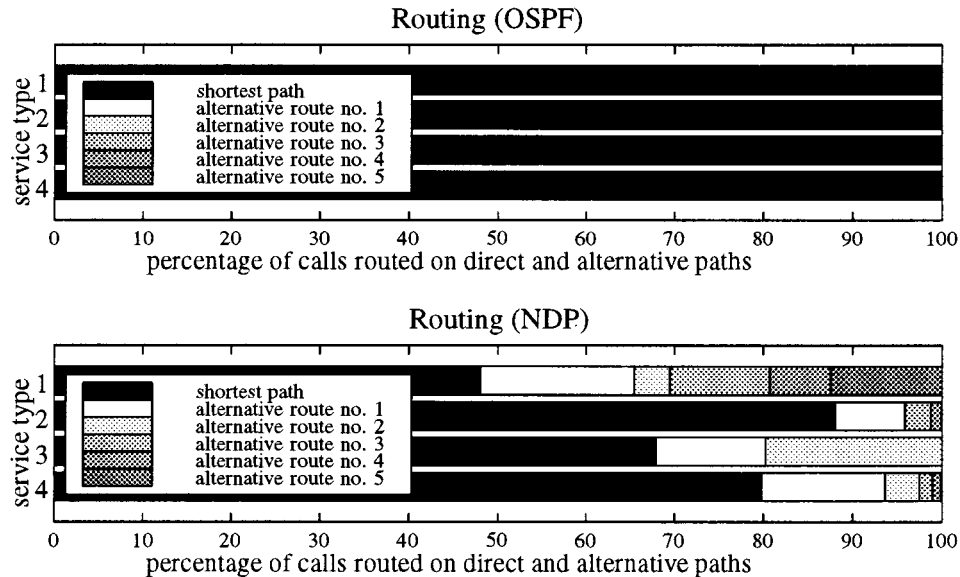 Routing (OSPF)
service type
1
2
3
4
shortest path
alternative route no. 1
alternative route no. 2
alternative route no. 3
alternative route no. 4
alternative route no. 5
0 10 20 30 40 50 60 70 80 90 100
percentage of calls routed on direct and alternative paths
Routing (NDP)
service type
1
2
3
4
shortest path
alternative route no. 1
alternative route no. 2
alternative route no. 3
alternative route no. 4
alternative route no. 5
0 10 20 30 40 50 60 70 80 90 100
percentage of calls routed on direct and alternative paths